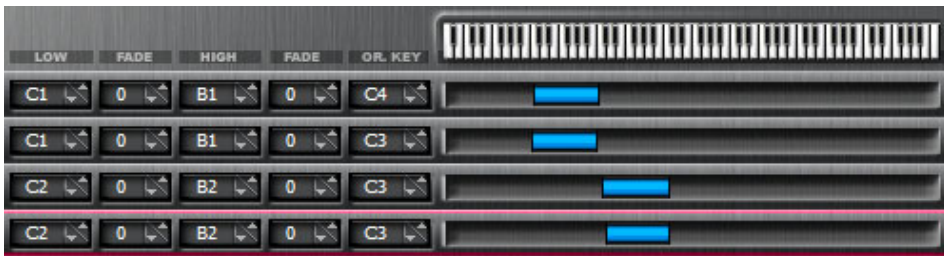 LOW FADE HIGH FADE OR. KEY
C1 0 B1 0 C4
C1 0 B1 0 C3
C2 0 B2 0 C3
C2 0 B2 0 C3